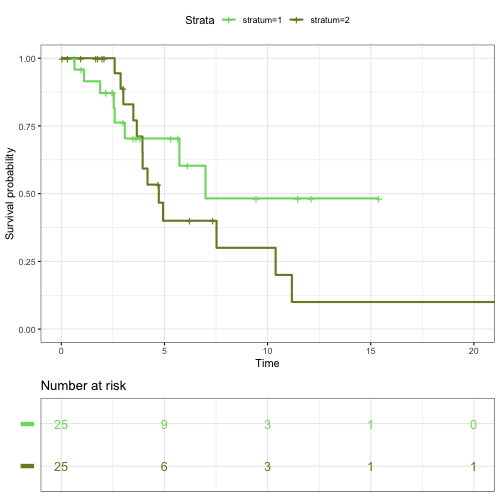 Strata stratum=1 stratum=2
1.00
0.75
0.50
0.25
0.00
Survival probability
0 5 10 15 20
Time
Number at risk
25 9 3 1 0
25 6 3 1 1